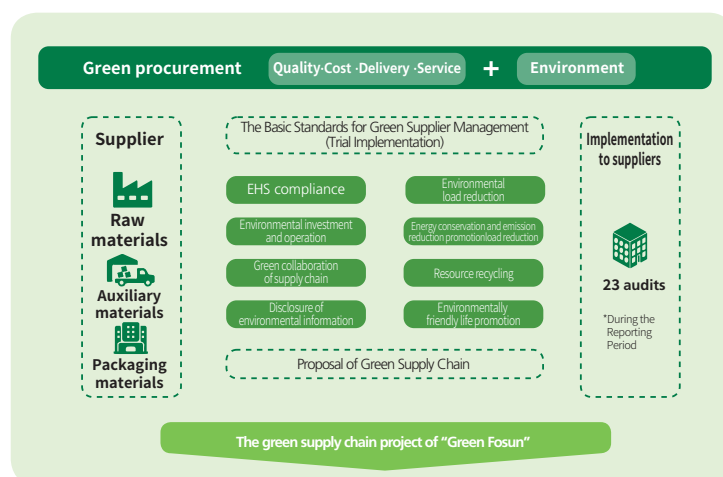 Green procurement Quality·Cost ·Delivery ·Service + Environment
Supplier
Raw
materials
Auxiliary
materials
Packaging
materials
The Basic Standards for Green Supplier Management
(Trial Implementation)
EHS compliance
Environmental
load reduction
Environmental investment
and operation
Energy conservation and emission
reduction promotionload reduction
Green collaboration
of supply chain
Resource recycling
Disclosure of
environmental information
Environmentally
friendly life promotion
Proposal of Green Supply Chain
Implementation
to suppliers
23 audits
*During the
Reporting
Period
The green supply chain project of “Green Fosun”